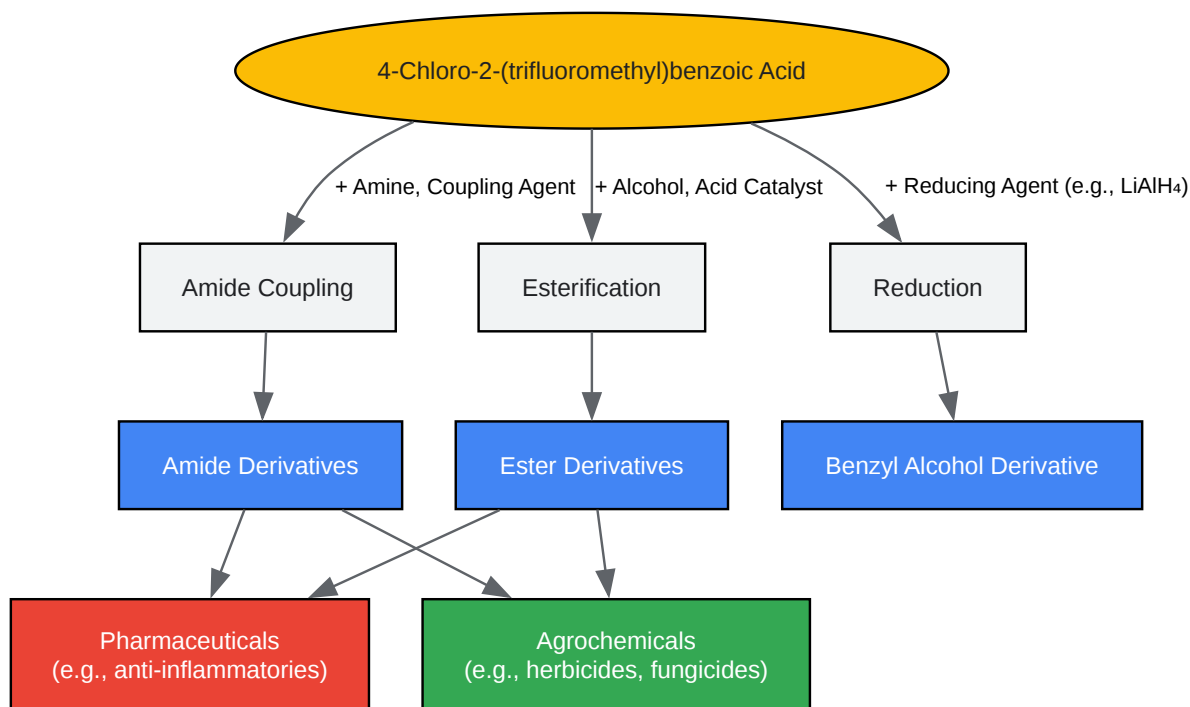 4-Chloro-2-(trifluoromethyl)benzoic Acid
+ Amine, Coupling Agent
+ Alcohol, Acid Catalyst
+ Reducing Agent (e.g., LiAlH₄)
Amide Coupling
Esterification
Reduction
Amide Derivatives
Ester Derivatives
Benzyl Alcohol Derivative
Pharmaceuticals
(e.g., anti-inflammatories)
Agrochemicals
(e.g., herbicides, fungicides)